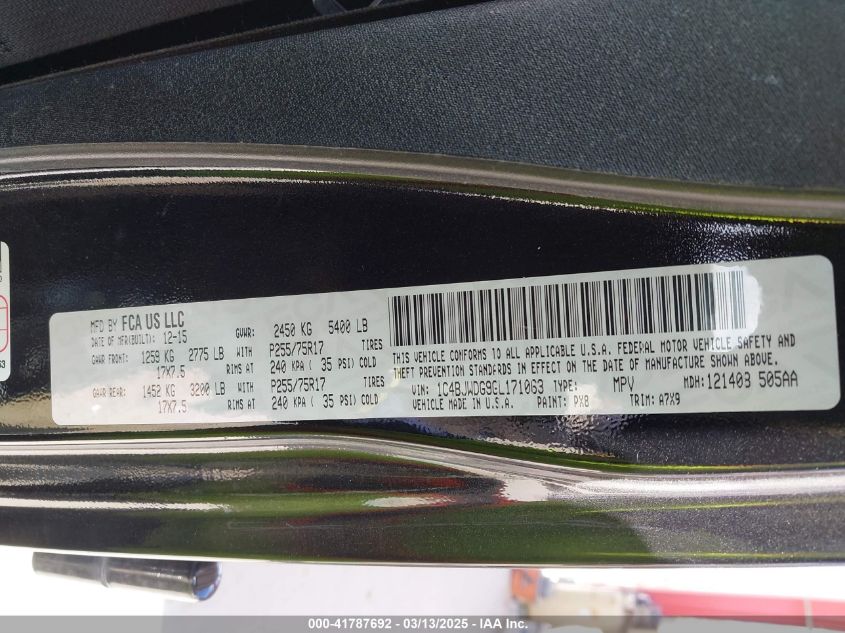 MFD BY FCA US LLC
DATE OF MFR(BUILT): 12-15 GVWR: 2450 KG 5400 LB
GAWR FRONT: 1259 KG 2775 LB WITH P255/75R17 TIRES
17X7.5 RIMS AT 240 KPA ( 35 PSI) COLD
GAWR REAR: 1452 KG 3200 LB WITH P255/75R17 TIRES
17X7.5 RIMS AT 240 KPA ( 35 PSI) COLD
THIS VEHICLE CONFORMS TO ALL APPLICABLE U.S.A. FEDERAL MOTOR VEHICLE SAFETY AND
THEFT PREVENTION STANDARDS IN EFFECT ON THE DATE OF MANUFACTURE SHOWN ABOVE
VIN: 1C4BJWDG9GL171063 TYPE: MPV MDH: 121403 505AA
VEHICLE MADE IN U.S.A. PAINT: PX8 TRIM: A7X9
000-41787692 / 03/13/2025 / IAA Inc.